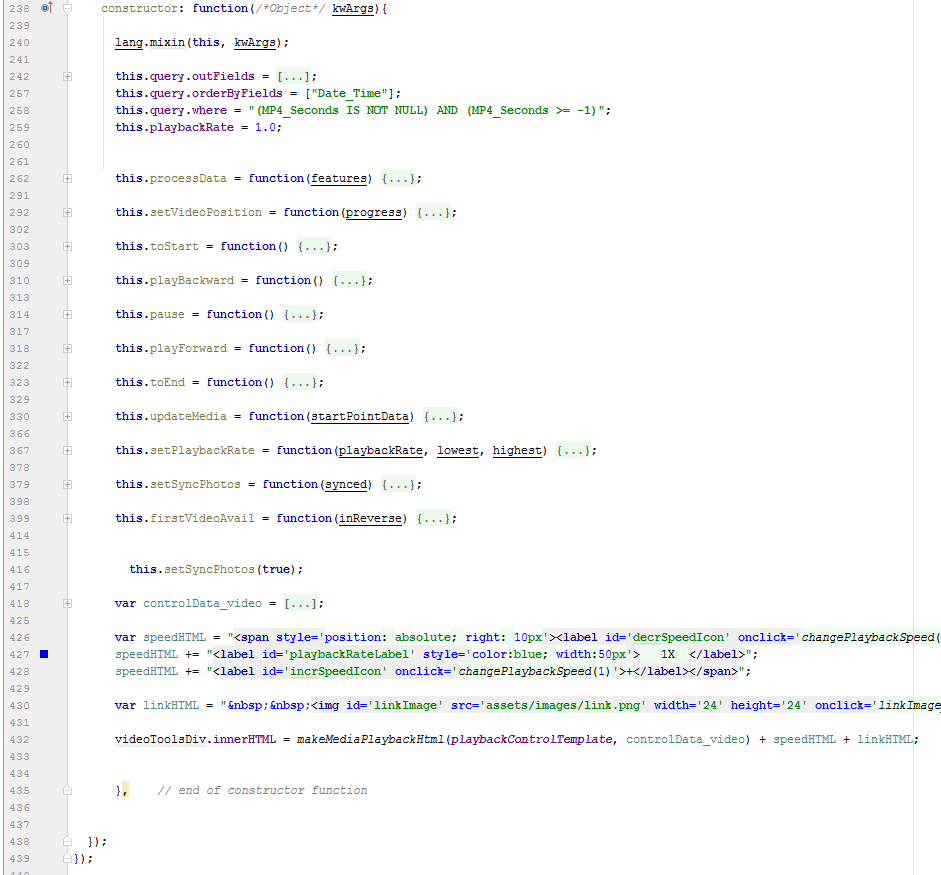 238 constructor: function(/*Object*/ kwArgs){
239
240 lang.mixin(this, kwArgs);
241
242 this.query.outFields = [...];
257 this.query.orderByFields = ["Date_Time"];
258 this.query.where = "(MP4_Seconds IS NOT NULL) AND (MP4_Seconds >= -1)";
259 this.playbackRate = 1.0;
260
261
262 this.processData = function(features) {...};
291
292 this.setVideoPosition = function(progress) {...};
302
303 this.toStart = function() {...};
309
310 this.playBackward = function() {...};
313
314 this.pause = function() {...};
317
318 this.playForward = function() {...};
322
323 this.toEnd = function() {...};
329
330 this.updateMedia = function(startPointData) {...};
366
367 this.setPlaybackRate = function(playbackRate, lowest, highest) {...};
378
379 this.setSyncPhotos = function(synced) {...};
398
399 this.firstVideoAvail = function(inReverse) {...};
414
415
416 this.setSyncPhotos(true);
417
418 var controlData_video = [...];
425
426 var speedHTML = "<span style='position: absolute; right: 10px'><label id='decrSpeedIcon' onclick='changePlaybackSpeed(
427 speedHTML += "<label id='playbackRateLabel' style='color:blue; width:50px'>   1X  </label>";
428 speedHTML += "<label id='incrSpeedIcon' onclick='changePlaybackSpeed(1)'>+</label></span>";
429
430 var linkHTML = "&nbsp;&nbsp;<img id='linkImage' src='assets/images/link.png' width='24' height='24' onclick='linkImage
431
432 videoToolsDiv.innerHTML = makeMediaPlaybackHtml(playbackControlTemplate, controlData_video) + speedHTML + linkHTML;
433
434
435 },    // end of constructor function
436
437
438 });
439 });